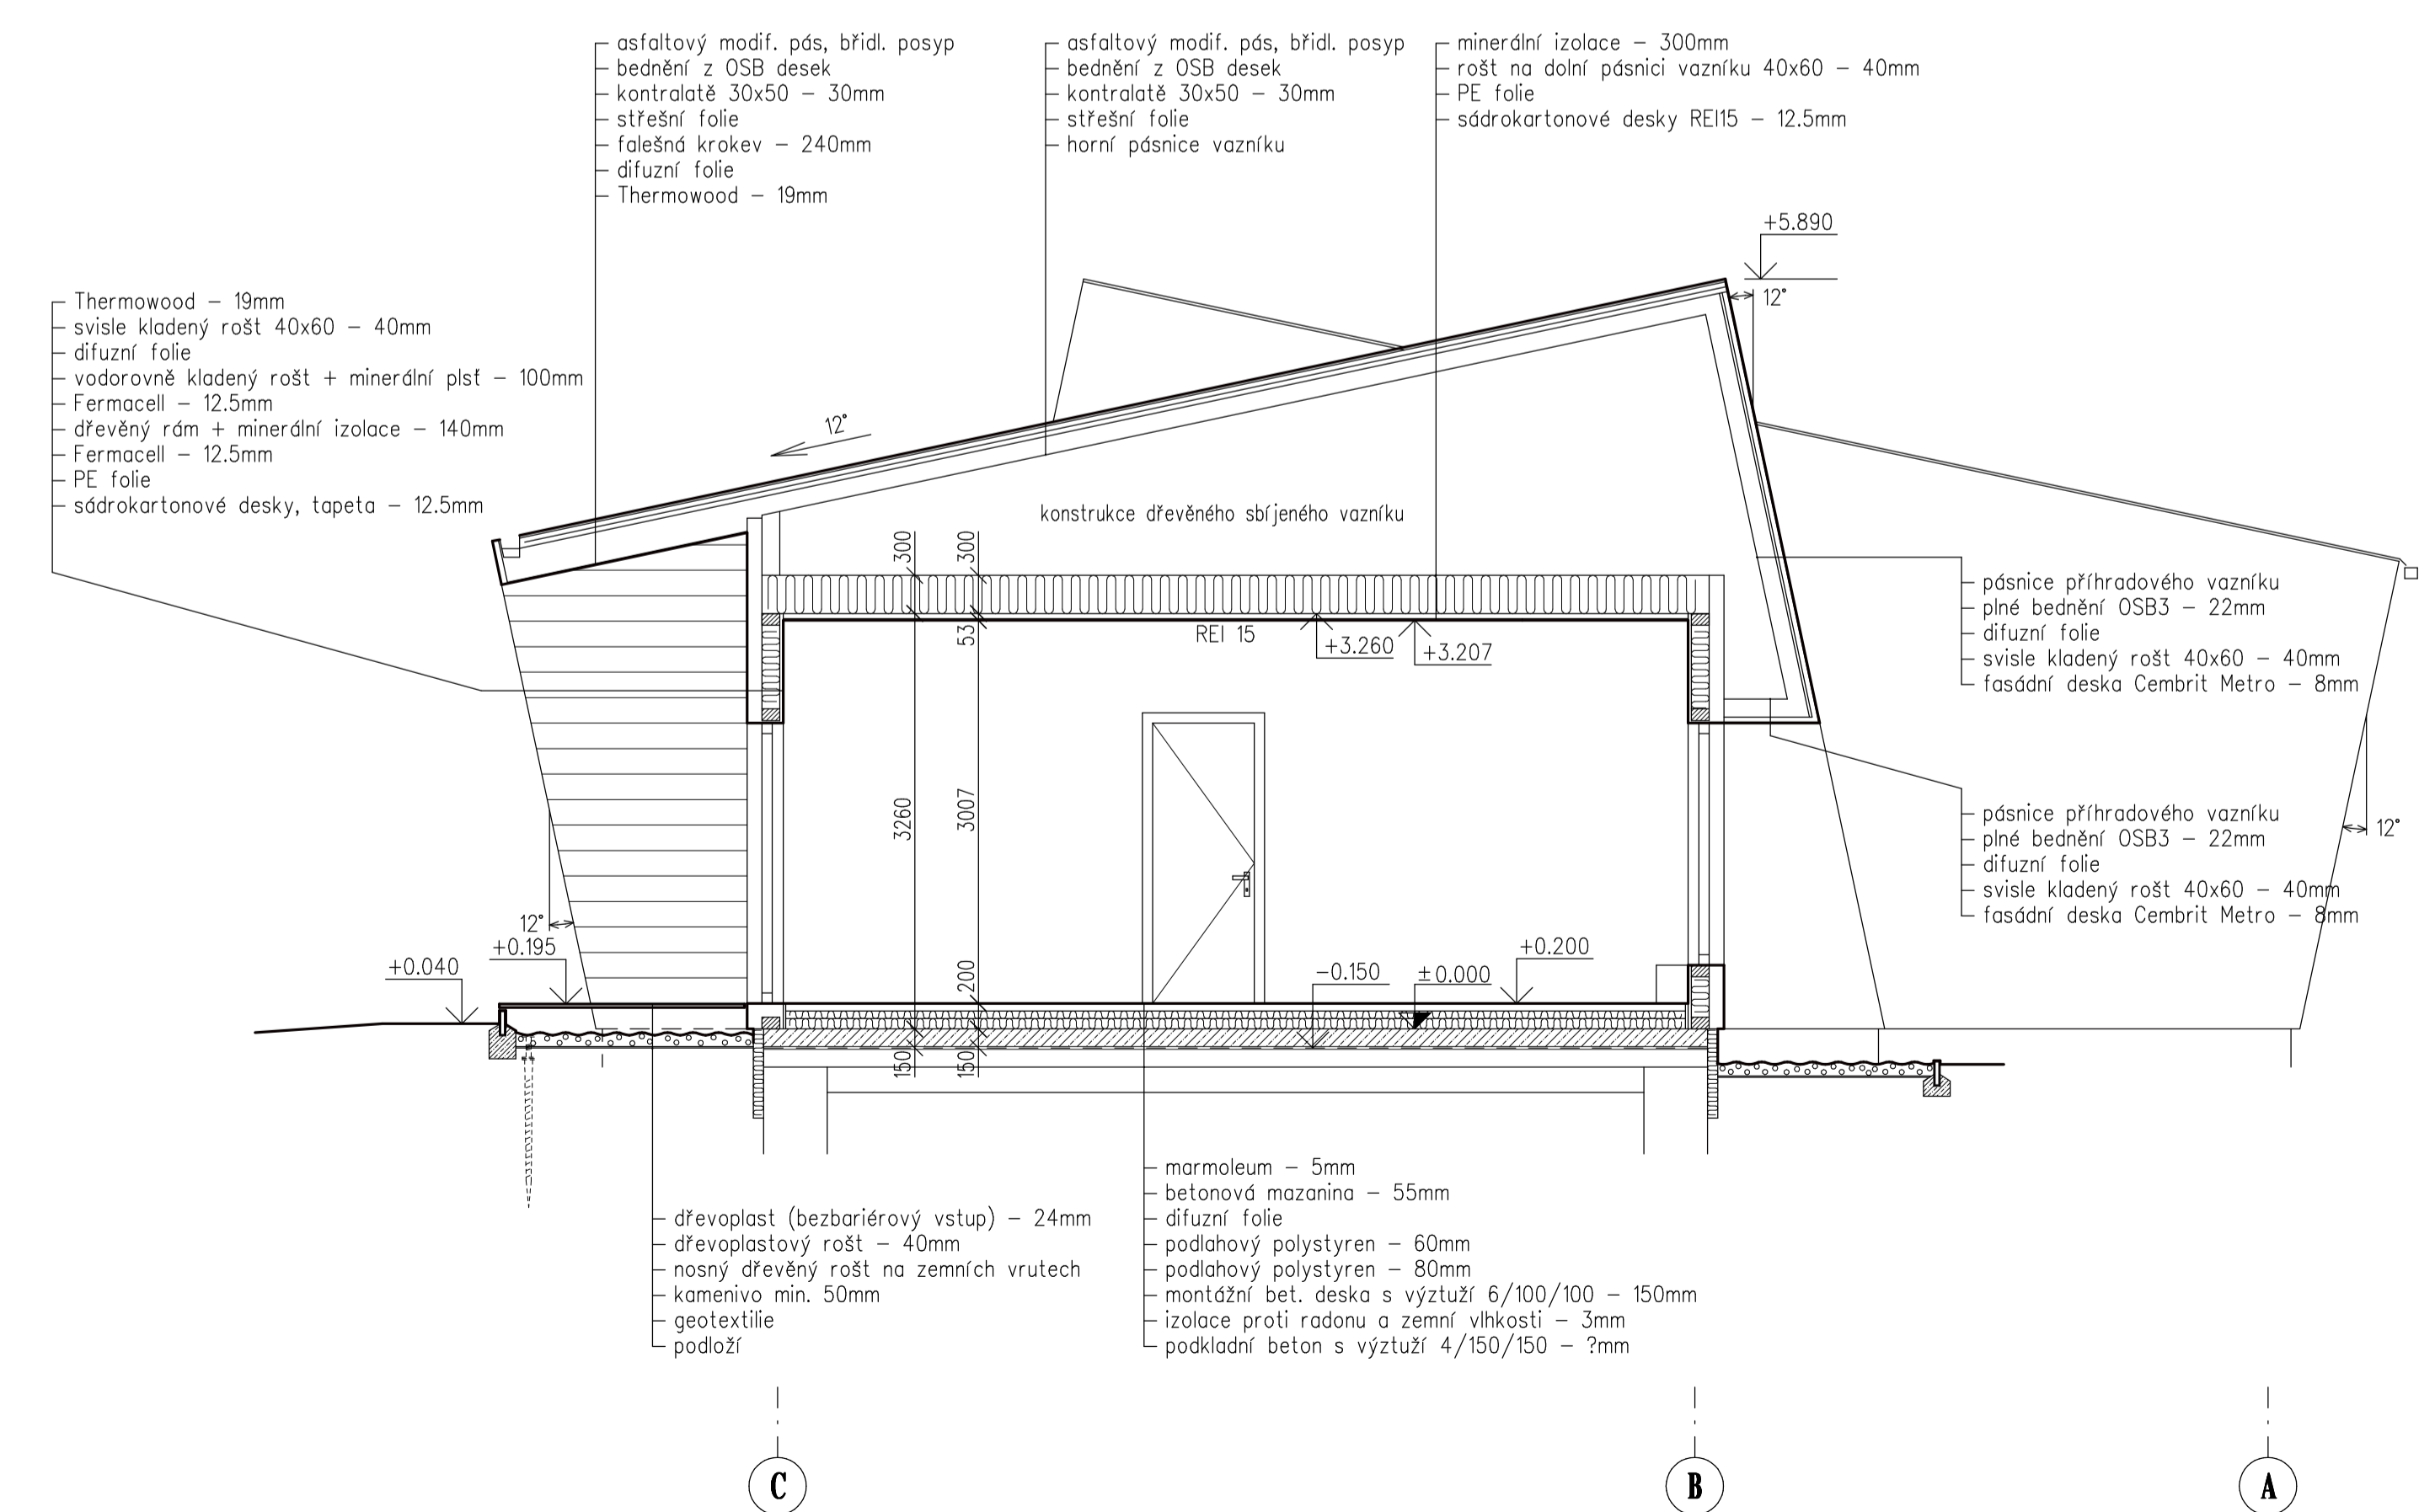 asfaltový modif. pás, břidl. posyp
bednění z OSB desek
kontralatě 30x50 – 30mm
střešní folie
falešná krokev – 240mm
difuzní folie
Thermowood – 19mm
asfaltový modif. pás, břidl. posyp
bednění z OSB desek
kontralatě 30x50 – 30mm
střešní folie
horní pásnice vazníku
minerální izolace – 300mm
rošt na dolní pásnici vazníku 40x60 – 40mm
PE folie
sádrokartonové desky REI15 – 12.5mm
+5.890
12°
Thermowood – 19mm
svisle kladený rošt 40x60 – 40mm
difuzní folie
vodorovně kladený rošt + minerální plsť – 100mm
Fermacell – 12.5mm
dřevěný rám + minerální izolace – 140mm
Fermacell – 12.5mm
PE folie
sádrokartonové desky, tapeta – 12.5mm
12°
konstrukce dřevěného sbíjeného vazníku
300
300
53
REI 15
+3.260
+3.207
pásnice příhradového vazníku
plné bednění OSB3 – 22mm
difuzní folie
svisle kladený rošt 40x60 – 40mm
fasádní deska Cembrit Metro – 8mm
3260
3007
pásnice příhradového vazníku
plné bednění OSB3 – 22mm
difuzní folie
svisle kladený rošt 40x60 – 40mm
fasádní deska Cembrit Metro – 8mm
12°
12°
+0.195
+0.040
200
-0.150
±0.000
+0.200
150
150
dřevoplast (bezbariérový vstup) – 24mm
dřevoplastový rošt – 40mm
nosný dřevěný rošt na zemních vrutech
kamenivo min. 50mm
geotextilie
podloží
marmoleum – 5mm
betonová mazanina – 55mm
difuzní folie
podlahový polystyren – 60mm
podlahový polystyren – 80mm
montážní bet. deska s výztuží 6/100/100 – 150mm
izolace proti radonu a zemní vlhkosti – 3mm
podkladní beton s výztuží 4/150/150 – ?mm
C
B
A